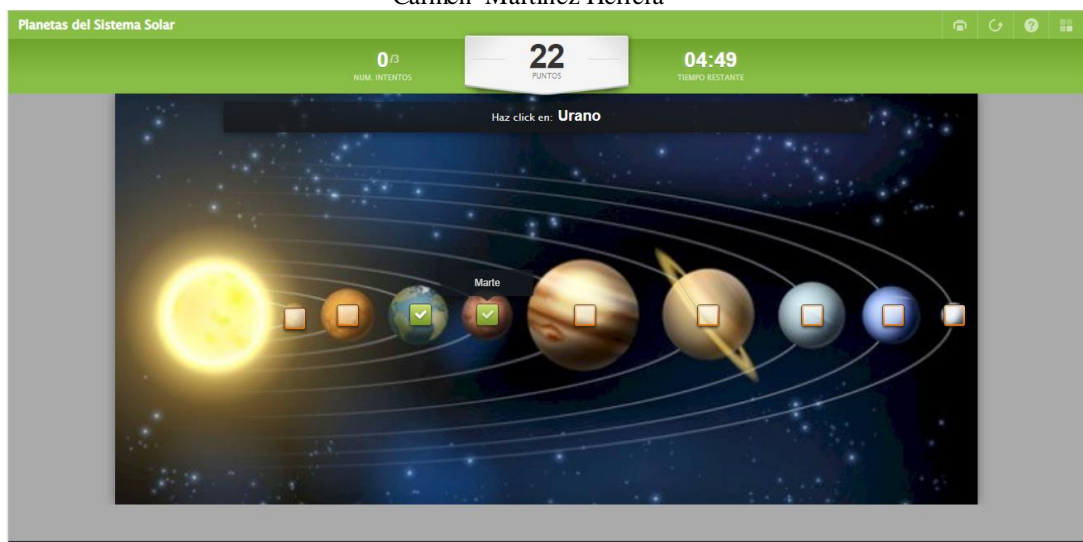 Carmen Martínez Herrera
Planetas del Sistema Solar
0/3
NUM. INTENTOS
22
PUNTOS
04:49
TIEMPO RESTANTE
Haz click en: Urano
Marte